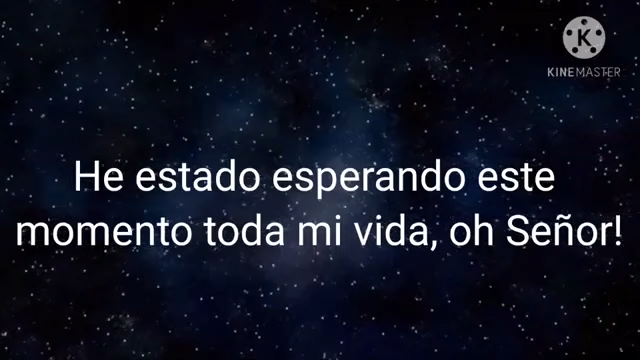 K
KINEMASTER
He estado esperando este
momento toda mi vida, oh Señor!